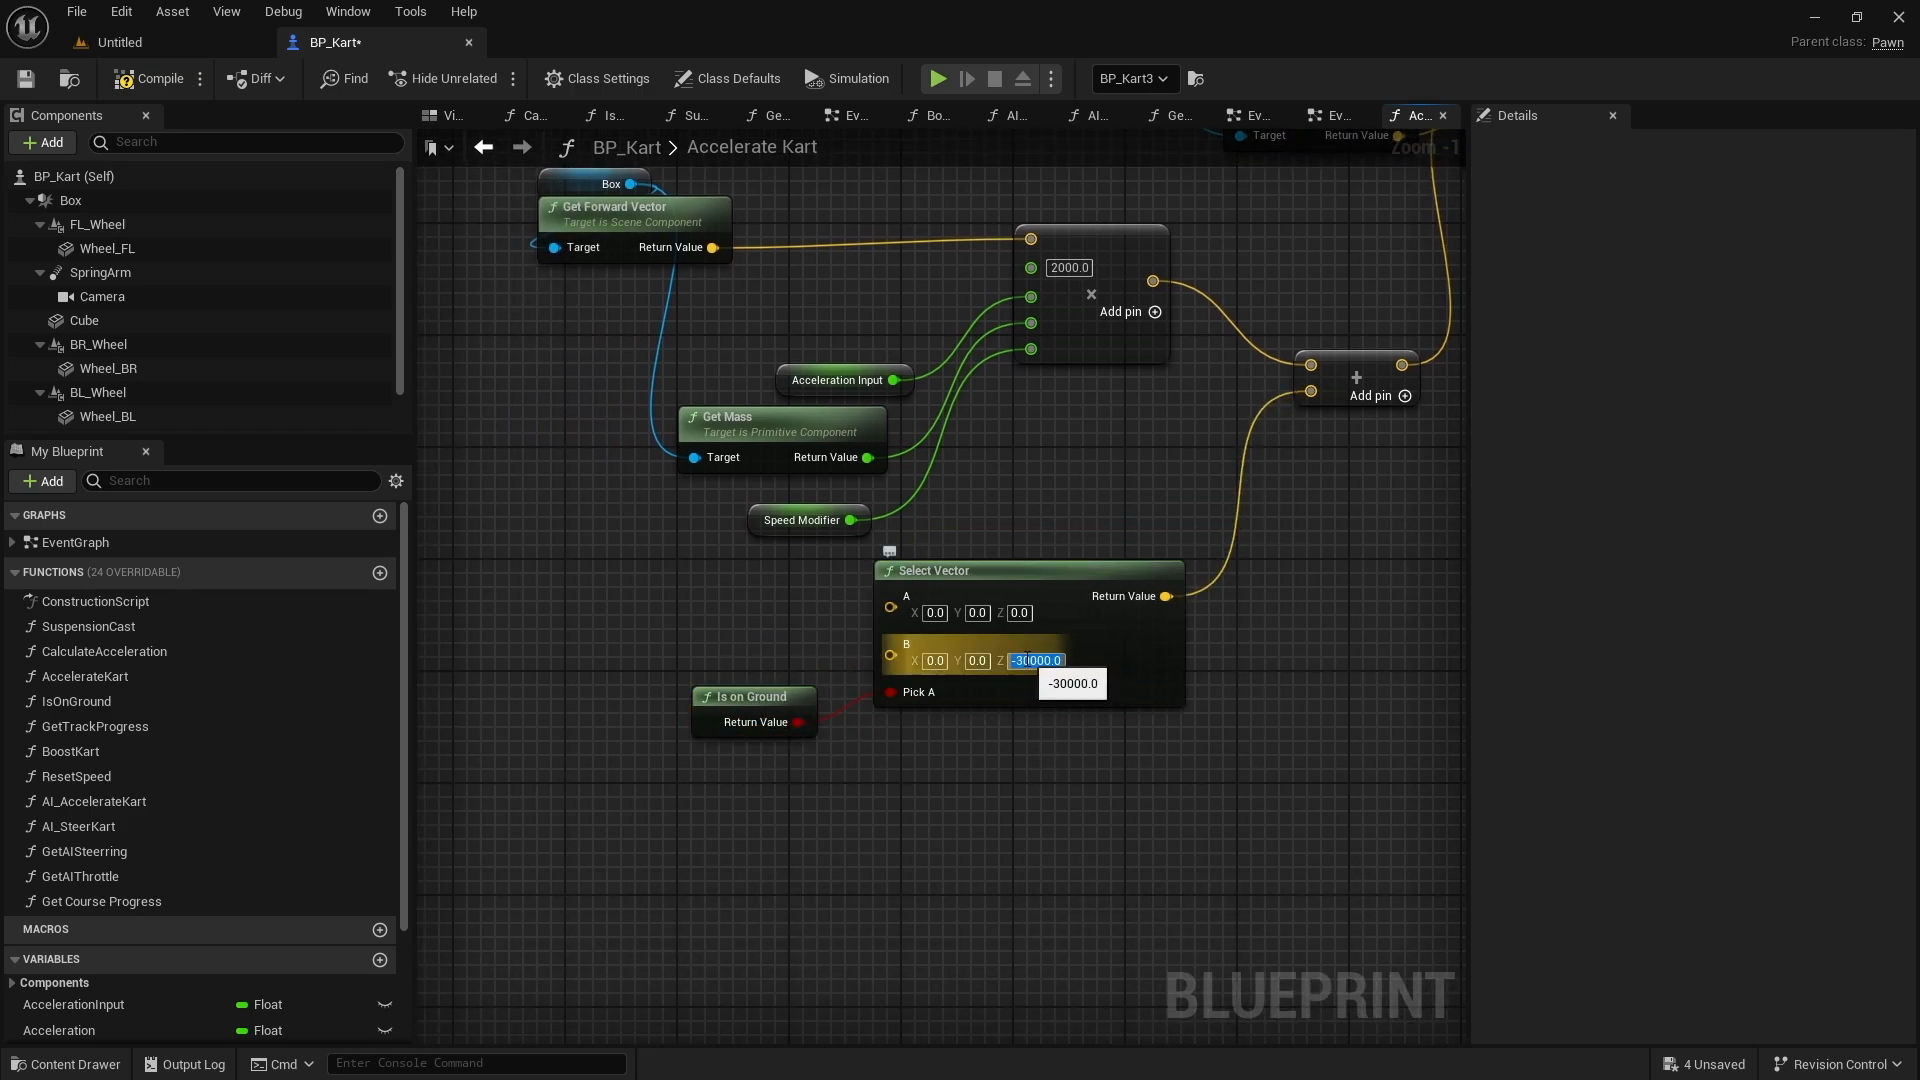 File Edit Asset View Debug Window Tools Help
Untitled
BP_Kart*
Parent class: Pawn
Compile
Diff
Find
Hide Unrelated
Class Settings
Class Defaults
Simulation
BP_Kart3
Components
Add
Search
BP_Kart (Self)
Box
FL_Wheel
Wheel_FL
SpringArm
Camera
Cube
BR_Wheel
Wheel_BR
BL_Wheel
Wheel_BL
My Blueprint
Add
Search
GRAPHS
EventGraph
FUNCTIONS (24 OVERRIDABLE)
ConstructionScript
SuspensionCast
CalculateAcceleration
AccelerateKart
IsOnGround
GetTrackProgress
BoostKart
ResetSpeed
AI_AccelerateKart
AI_SteerKart
GetAISteerring
GetAIThrottle
Get Course Progress
MACROS
VARIABLES
Components
AccelerationInput Float
Acceleration Float
Vi... Ca... Is... Su... Ge... Ev... Bo... AI... AI... Ge... Ev... Ev... Ac...
BP_Kart > Accelerate Kart
Zoom -1
Target Return Value
Box
Get Forward Vector
Target is Scene Component
Target Return Value
2000.0
Add pin
Acceleration Input
Get Mass
Target is Primitive Component
Target Return Value
Speed Modifier
Add pin
Select Vector
A
X 0.0 Y 0.0 Z 0.0
Return Value
B
X 0.0 Y 0.0 Z -30000.0
-30000.0
Pick A
Is on Ground
Return Value
BLUEPRINT
Details
Content Drawer
Output Log
Cmd
Enter Console Command
4 Unsaved
Revision Control